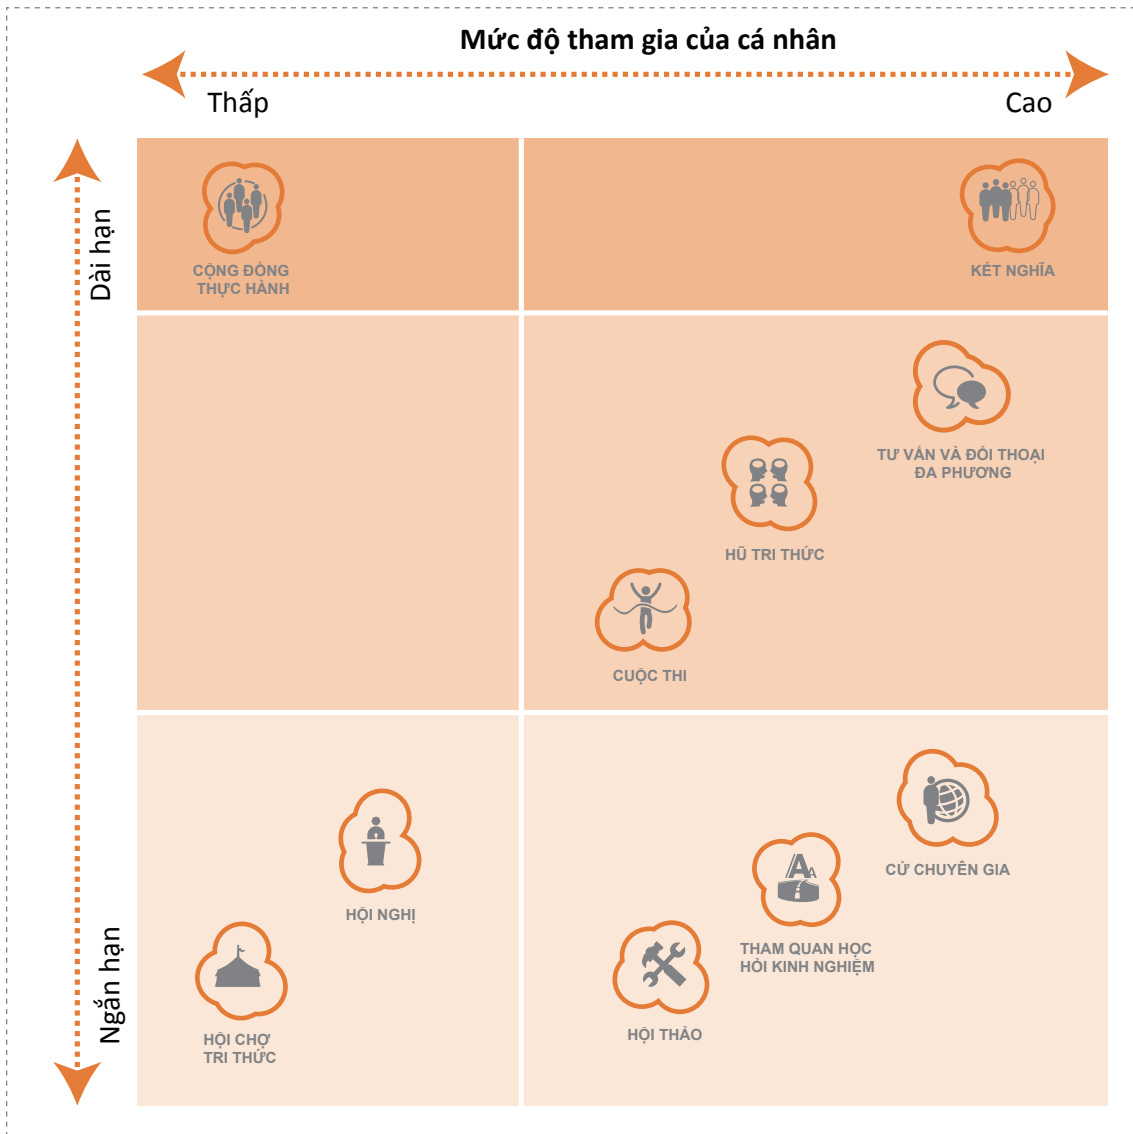 Mức độ tham gia của cá nhân
Thấp
Cao
Dài hạn
CỘNG ĐỒNG
THỰC HÀNH
KẾT NGHĨA
TƯ VẤN VÀ ĐỐI THOẠI
ĐA PHƯƠNG
HŨ TRI THỨC
CUỘC THI
CỬ CHUYÊN GIA
HỘI NGHỊ
THAM QUAN HỌC
HỎI KINH NGHIỆM
Ngắn hạn
HỘI THẢO
HỘI CHỢ
TRI THỨC
A
A